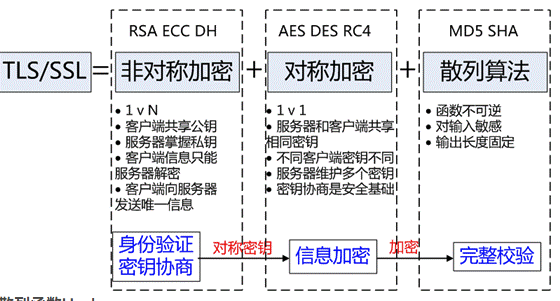 RSA ECC DH
AES DES RC4
MD5 SHA
TLS/SSL = 非对称加密 + 对称加密 + 散列算法
● 1 v N
● 客户端共享公钥
● 服务器掌握私钥
● 客户端信息只能
服务器解密
● 客户端向服务器
发送唯一信息
● 1 v 1
● 服务器和客户端共享
相同密钥
● 不同客户端密钥不同
● 服务器维护多个密钥
● 密钥协商是安全基础
● 函数不可逆
● 对输入敏感
● 输出长度固定
身份验证
密钥协商
对称密钥
信息加密
加密
完整校验